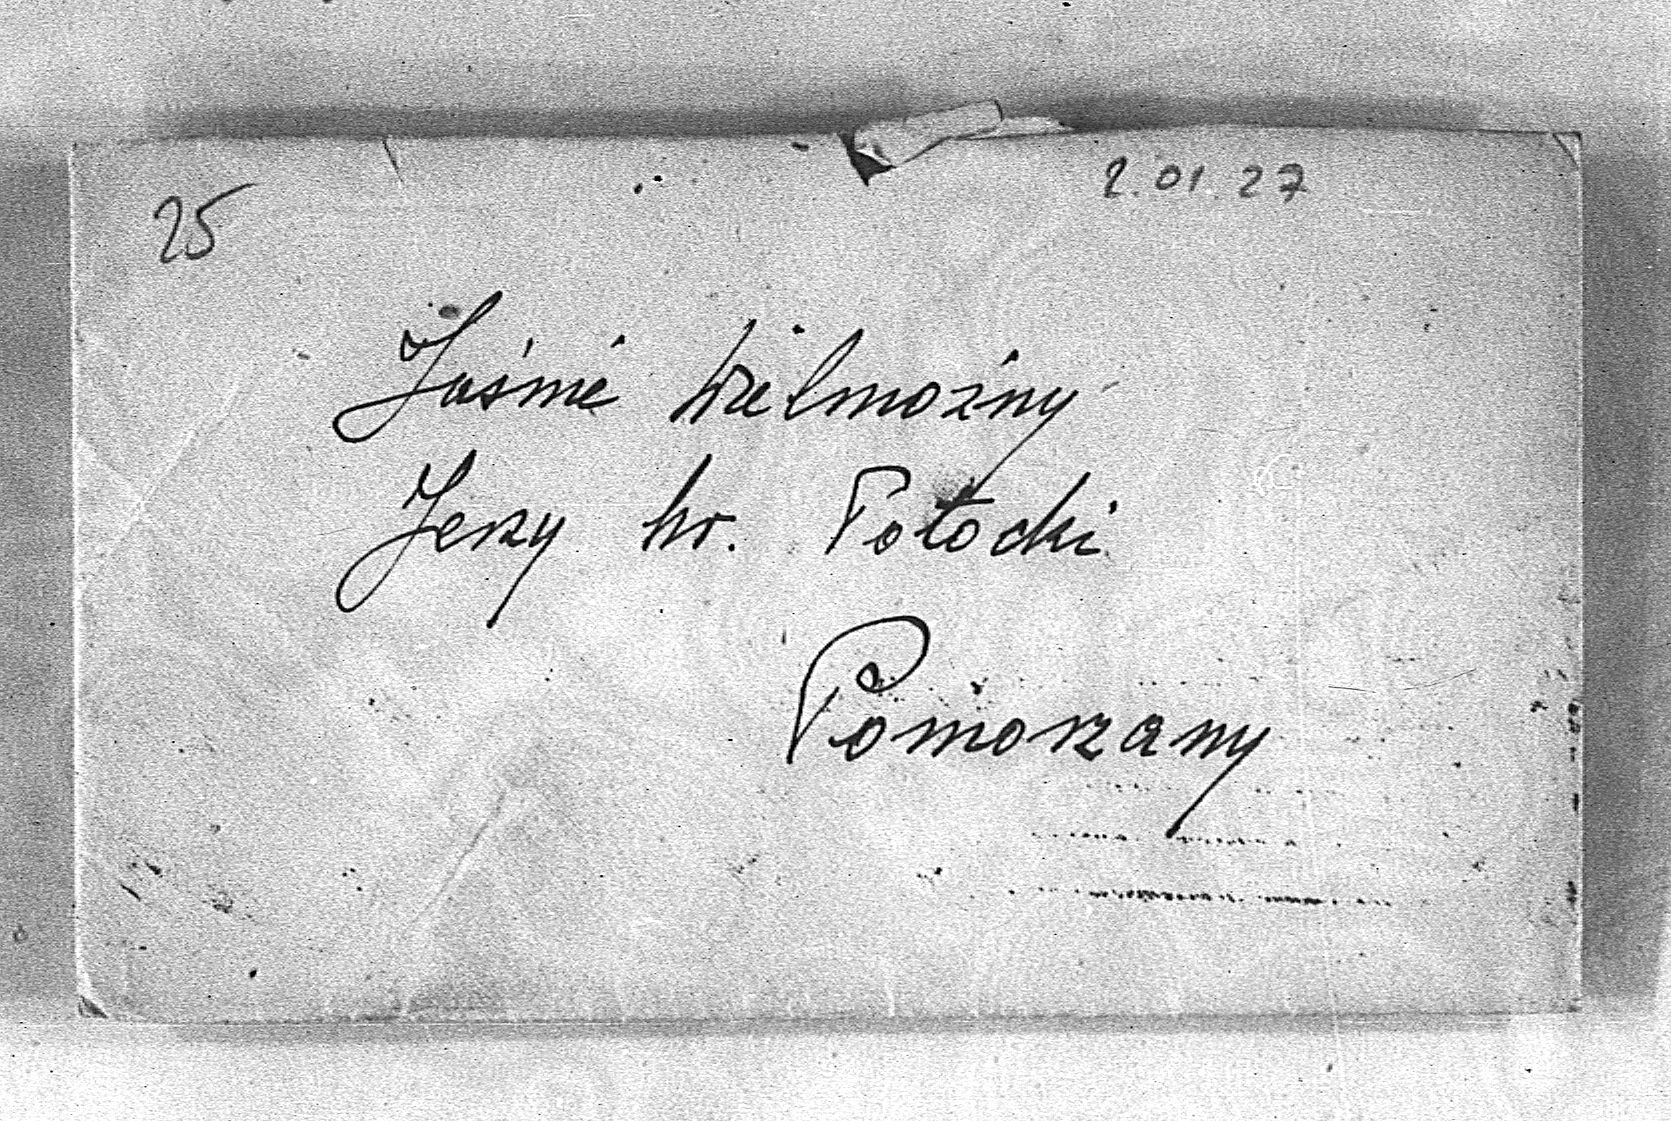 25
2.01.27
Jaśnie Wielmożny
Jerzy hr. Potocki
Pomorzany